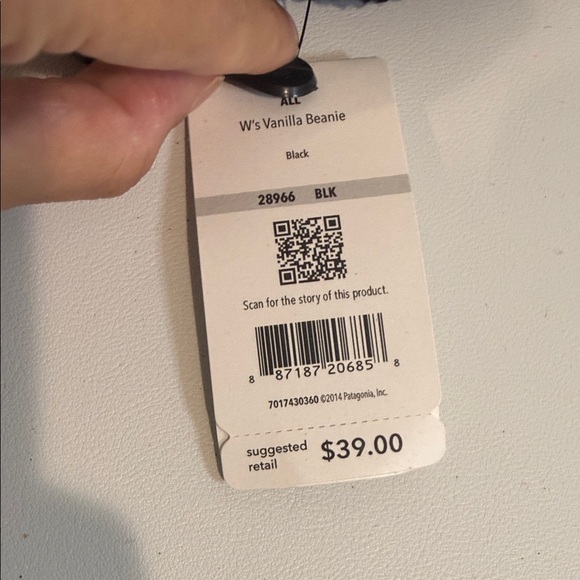 ALL
W's Vanilla Beanie
Black
28966 BLK
Scan for the story of this product.
8 87187 20685 8
7017430360 ©2014 Patagonia, Inc.
suggested
retail $39.00